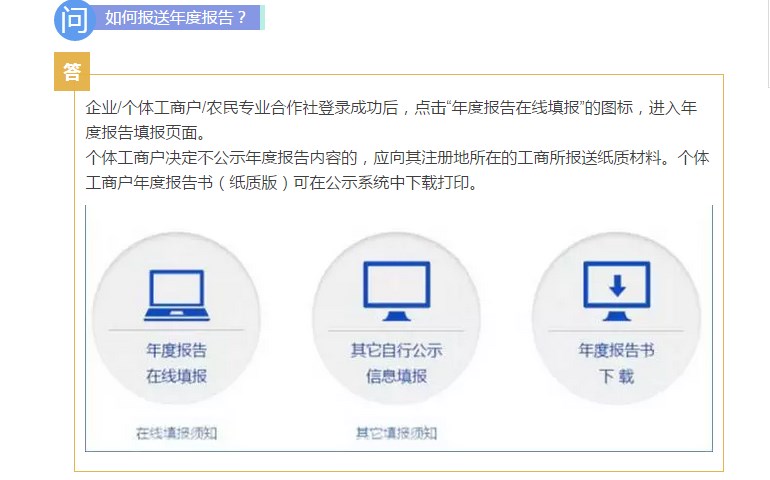 问
如何报送年度报告？
答
企业/个体工商户/农民专业合作社登录成功后，点击“年度报告在线填报”的图标，进入年
度报告填报页面。
个体工商户决定不公示年度报告内容的，应向其注册地所在的工商所报送纸质材料。个体
工商户年度报告书（纸质版）可在公示系统中下载打印。
年度报告
在线填报
其它自行公示
信息填报
年度报告书
下 载
在线填报须知
其它填报须知